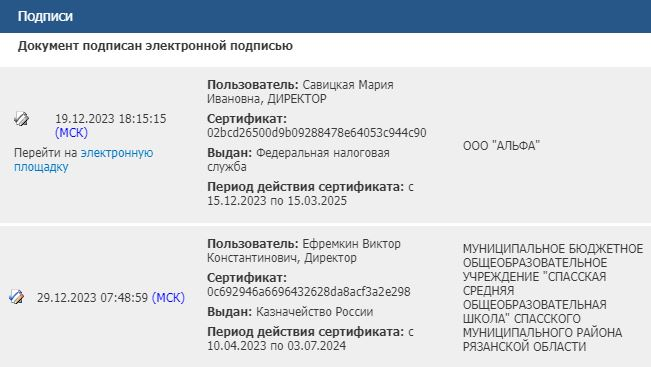 Подписи
Документ подписан электронной подписью
19.12.2023 18:15:15
(МСК)
Перейти на электронную
площадку
Пользователь: Савицкая Мария
Ивановна, ДИРЕКТОР
Сертификат:
02bcd26500d9b09288478e64053c944c90
Выдан: Федеральная налоговая
служба
Период действия сертификата: с
15.12.2023 по 15.03.2025
ООО "АЛЬФА"
29.12.2023 07:48:59 (МСК)
Пользователь: Ефремкин Виктор
Константинович, Директор
Сертификат:
0c692946a6696432628da8acf3a2e298
Выдан: Казначейство России
Период действия сертификата: с
10.04.2023 по 03.07.2024
МУНИЦИПАЛЬНОЕ БЮДЖЕТНОЕ
ОБЩЕОБРАЗОВАТЕЛЬНОЕ
УЧРЕЖДЕНИЕ "СПАССКАЯ
СРЕДНЯЯ
ОБЩЕОБРАЗОВАТЕЛЬНАЯ
ШКОЛА" СПАССКОГО
МУНИЦИПАЛЬНОГО РАЙОНА
РЯЗАНСКОЙ ОБЛАСТИ